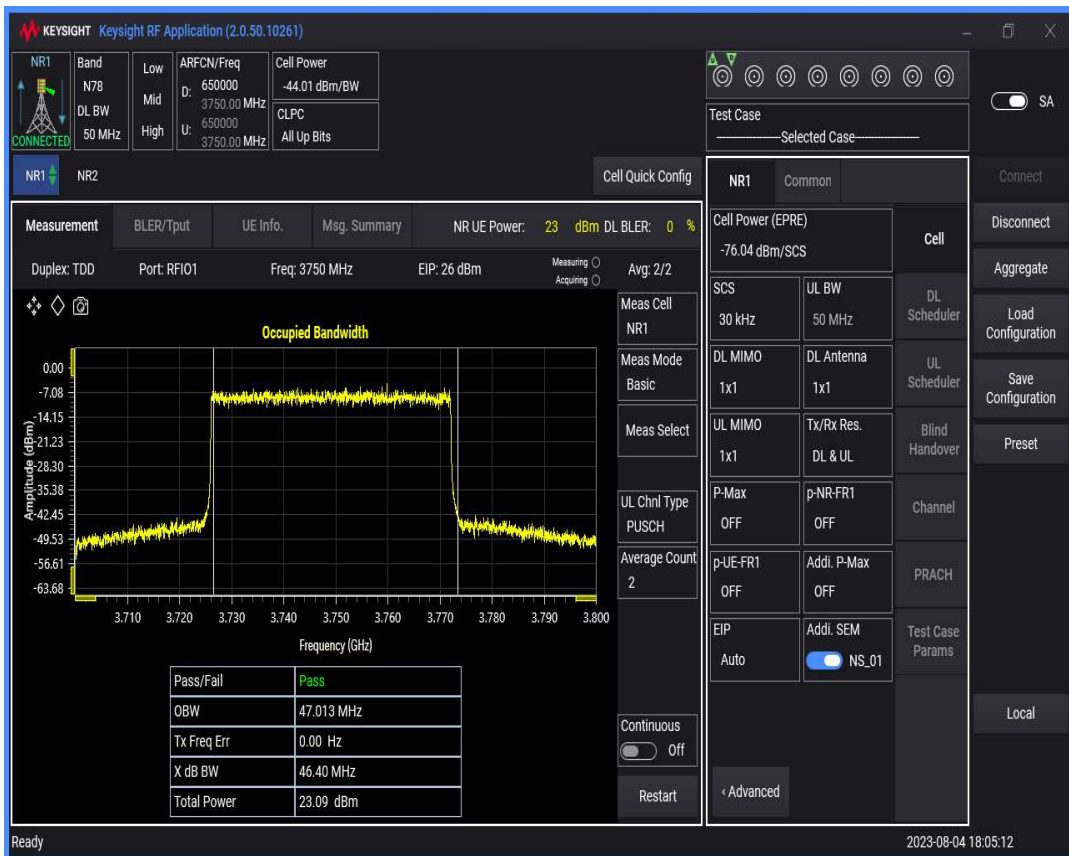 KEYSIGHT Keysight RF Application (2.0.50.10261)
NR1
CONNECTED
Band
N78
DL BW
50 MHz
Low
Mid
High
ARFCN/Freq
D: 650000
3750.00 MHz
U: 650000
3750.00 MHz
Cell Power
-44.01 dBm/BW
CLPC
All Up Bits
Test Case
Selected Case
SA
NR1 NR2 Cell Quick Config
Measurement BLER/Tput UE Info. Msg. Summary NR UE Power: 23 dBm DL BLER: 0 %
Duplex: TDD Port: RFIO1 Freq: 3750 MHz EIP: 26 dBm Measuring Avg: 2/2
Acquiring
Occupied Bandwidth
Amplitude (dBm)
0.00
-7.08
-14.15
-21.23
-28.30
-35.38
-42.45
-49.53
-56.61
-63.68
3.710 3.720 3.730 3.740 3.750 3.760 3.770 3.780 3.790 3.800
Frequency (GHz)
Pass/Fail Pass
OBW 47.013 MHz
Tx Freq Err 0.00 Hz
X dB BW 46.40 MHz
Total Power 23.09 dBm
Meas Cell
NR1
Meas Mode
Basic
Meas Select
UL Chnl Type
PUSCH
Average Count
2
Continuous
Off
Restart
NR1 Common
Cell Power (EPRE)
-76.04 dBm/SCS
SCS
30 kHz
UL BW
50 MHz
DL MIMO
1x1
DL Antenna
1x1
UL MIMO
1x1
Tx/Rx Res.
DL & UL
P-Max
OFF
p-NR-FR1
OFF
p-UE-FR1
OFF
Addi. P-Max
OFF
EIP
Auto
Addi. SEM
NS_01
‹ Advanced
Cell
DL
Scheduler
UL
Scheduler
Blind
Handover
Channel
PRACH
Test Case
Params
Connect
Disconnect
Aggregate
Load
Configuration
Save
Configuration
Preset
Local
Ready 2023-08-04 18:05:12